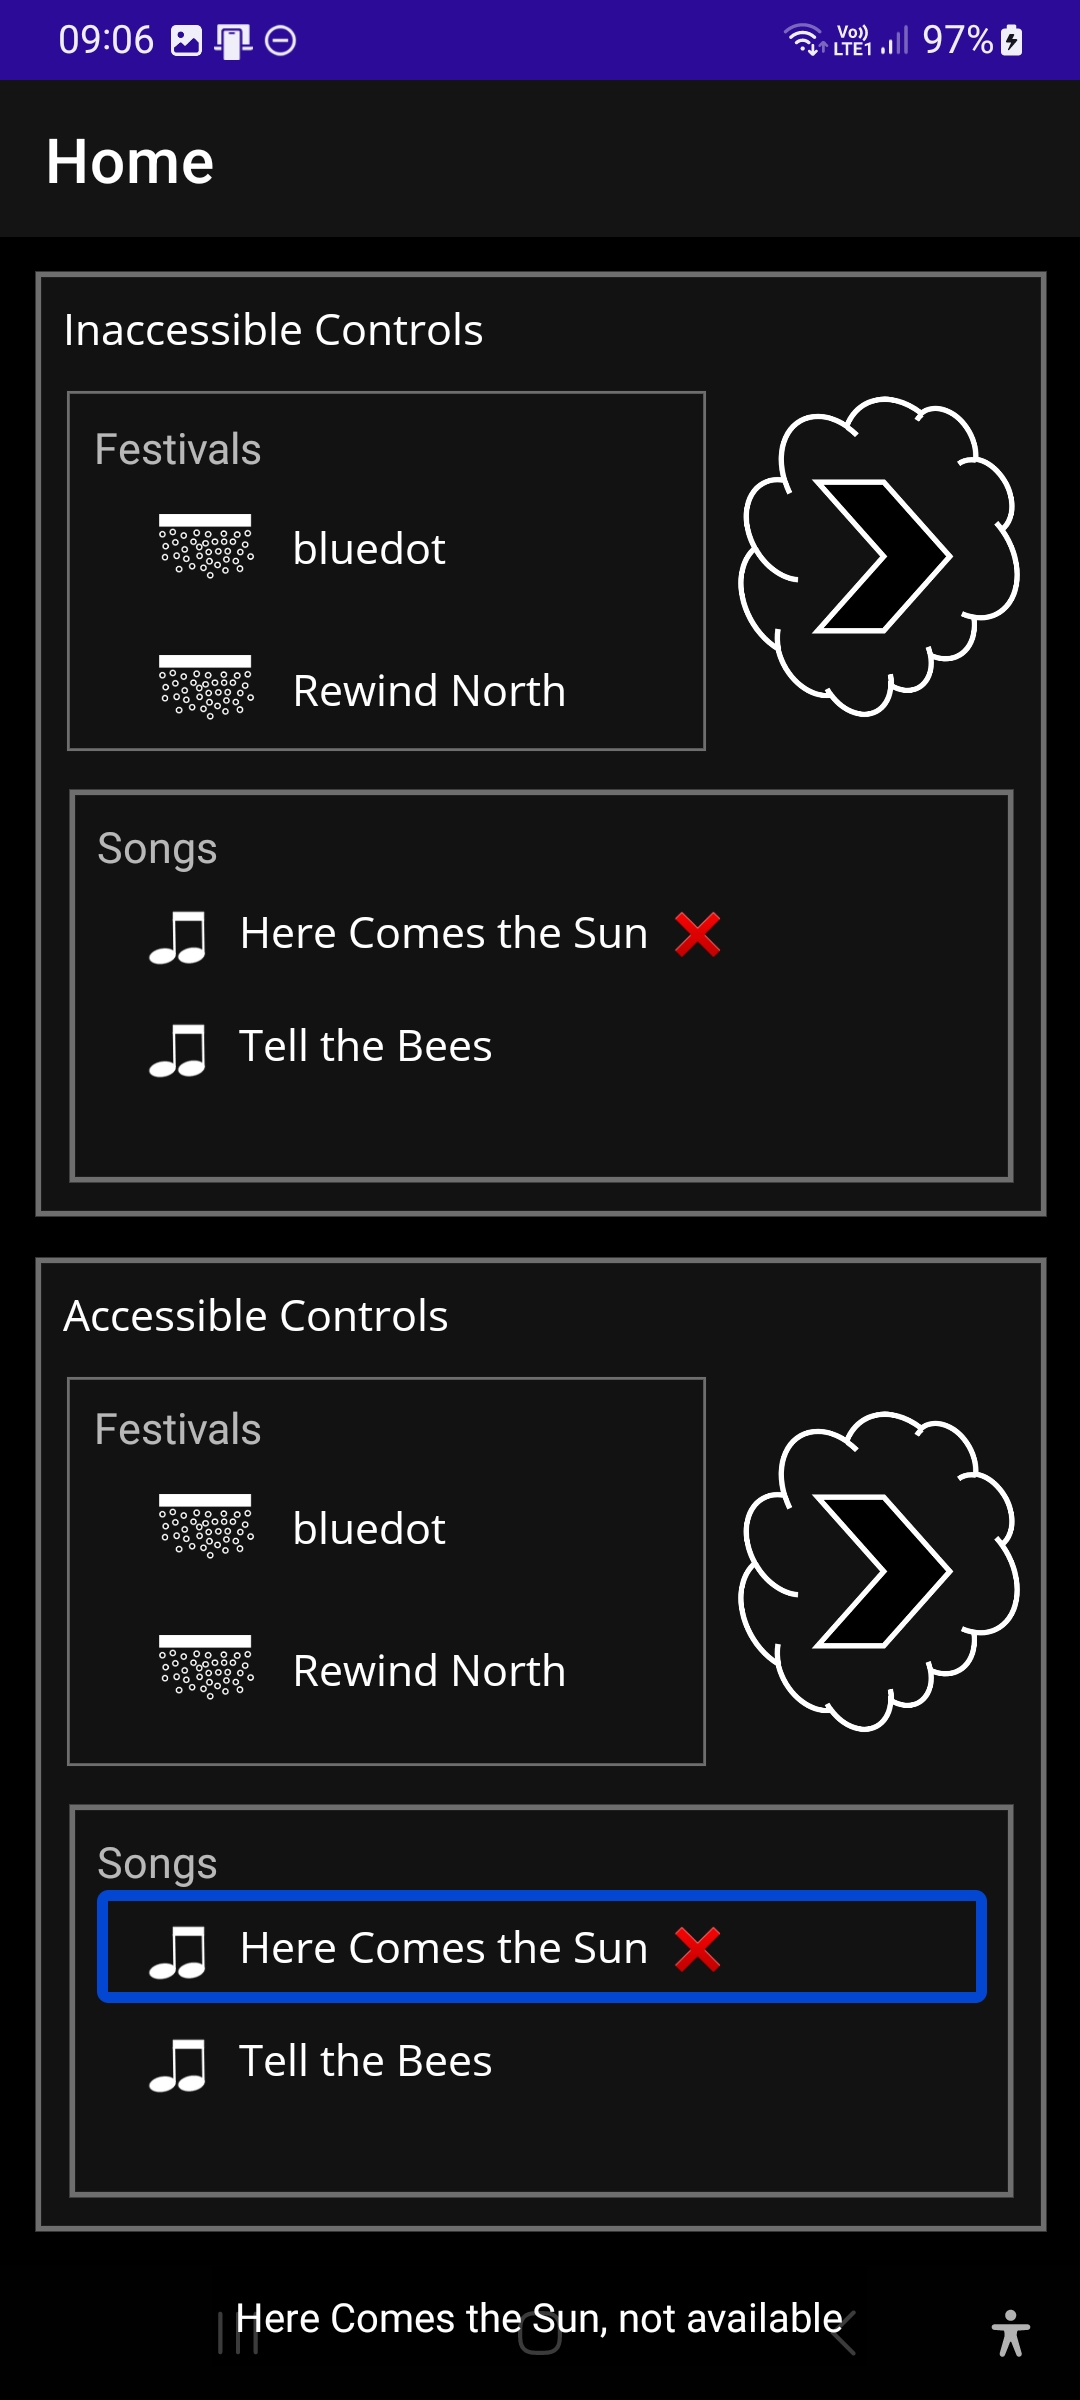 09:06
Vo))
LTE1
97%
Home
Inaccessible Controls
Festivals
bluedot
Rewind North
Songs
Here Comes the Sun ❌
Tell the Bees
Accessible Controls
Festivals
bluedot
Rewind North
Songs
Here Comes the Sun ❌
Tell the Bees
Here Comes the Sun, not available